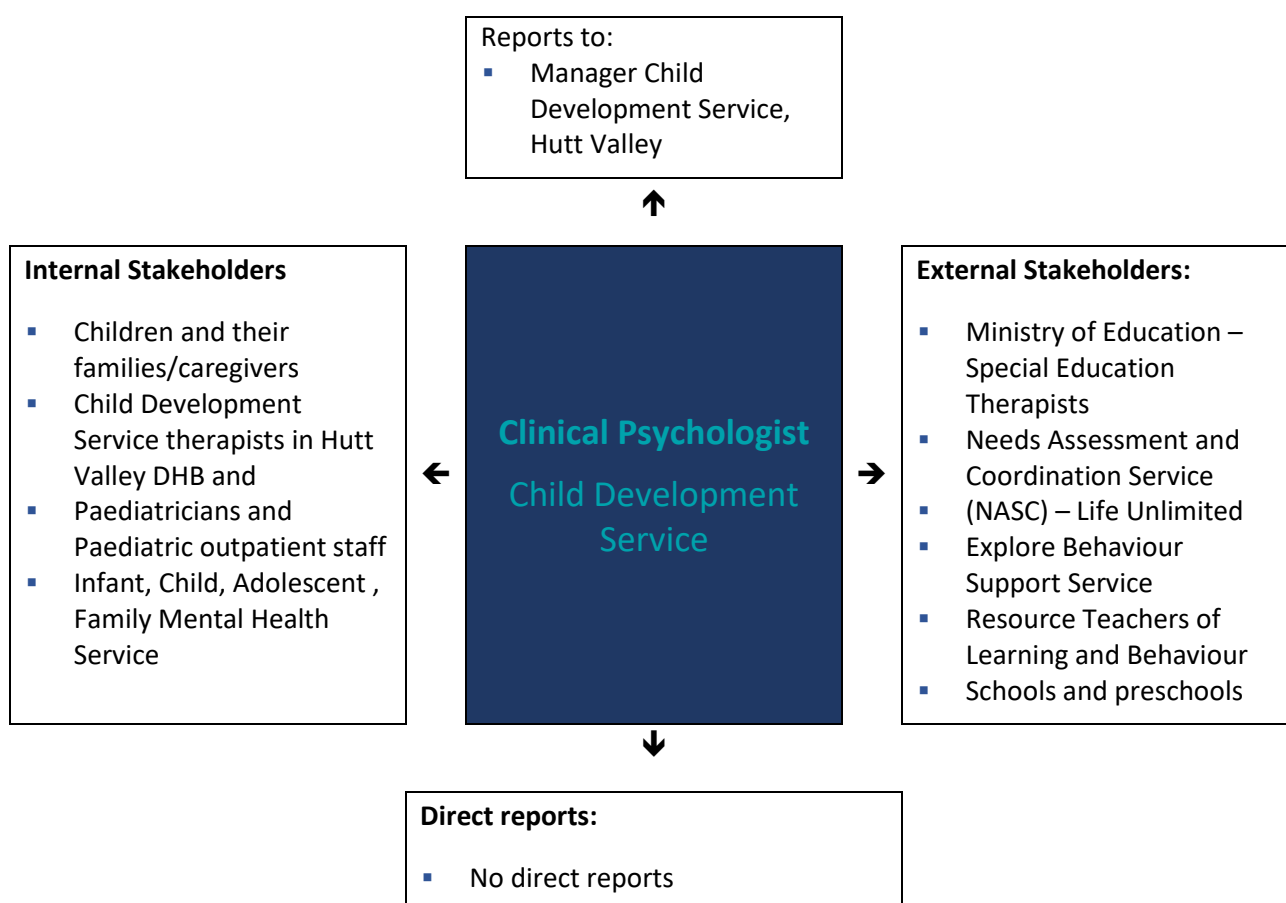 Reports to:
▪ Manager Child
Development Service,
Hutt Valley
Internal Stakeholders
▪ Children and their
families/caregivers
▪ Child Development
Service therapists in Hutt
Valley DHB and
▪ Paediatricians and
Paediatric outpatient staff
▪ Infant, Child, Adolescent ,
Family Mental Health
Service
Clinical Psychologist
Child Development
Service
External Stakeholders:
▪ Ministry of Education –
Special Education
Therapists
▪ Needs Assessment and
Coordination Service
▪ (NASC) – Life Unlimited
▪ Explore Behaviour
Support Service
▪ Resource Teachers of
Learning and Behaviour
▪ Schools and preschools
Direct reports:
▪ No direct reports